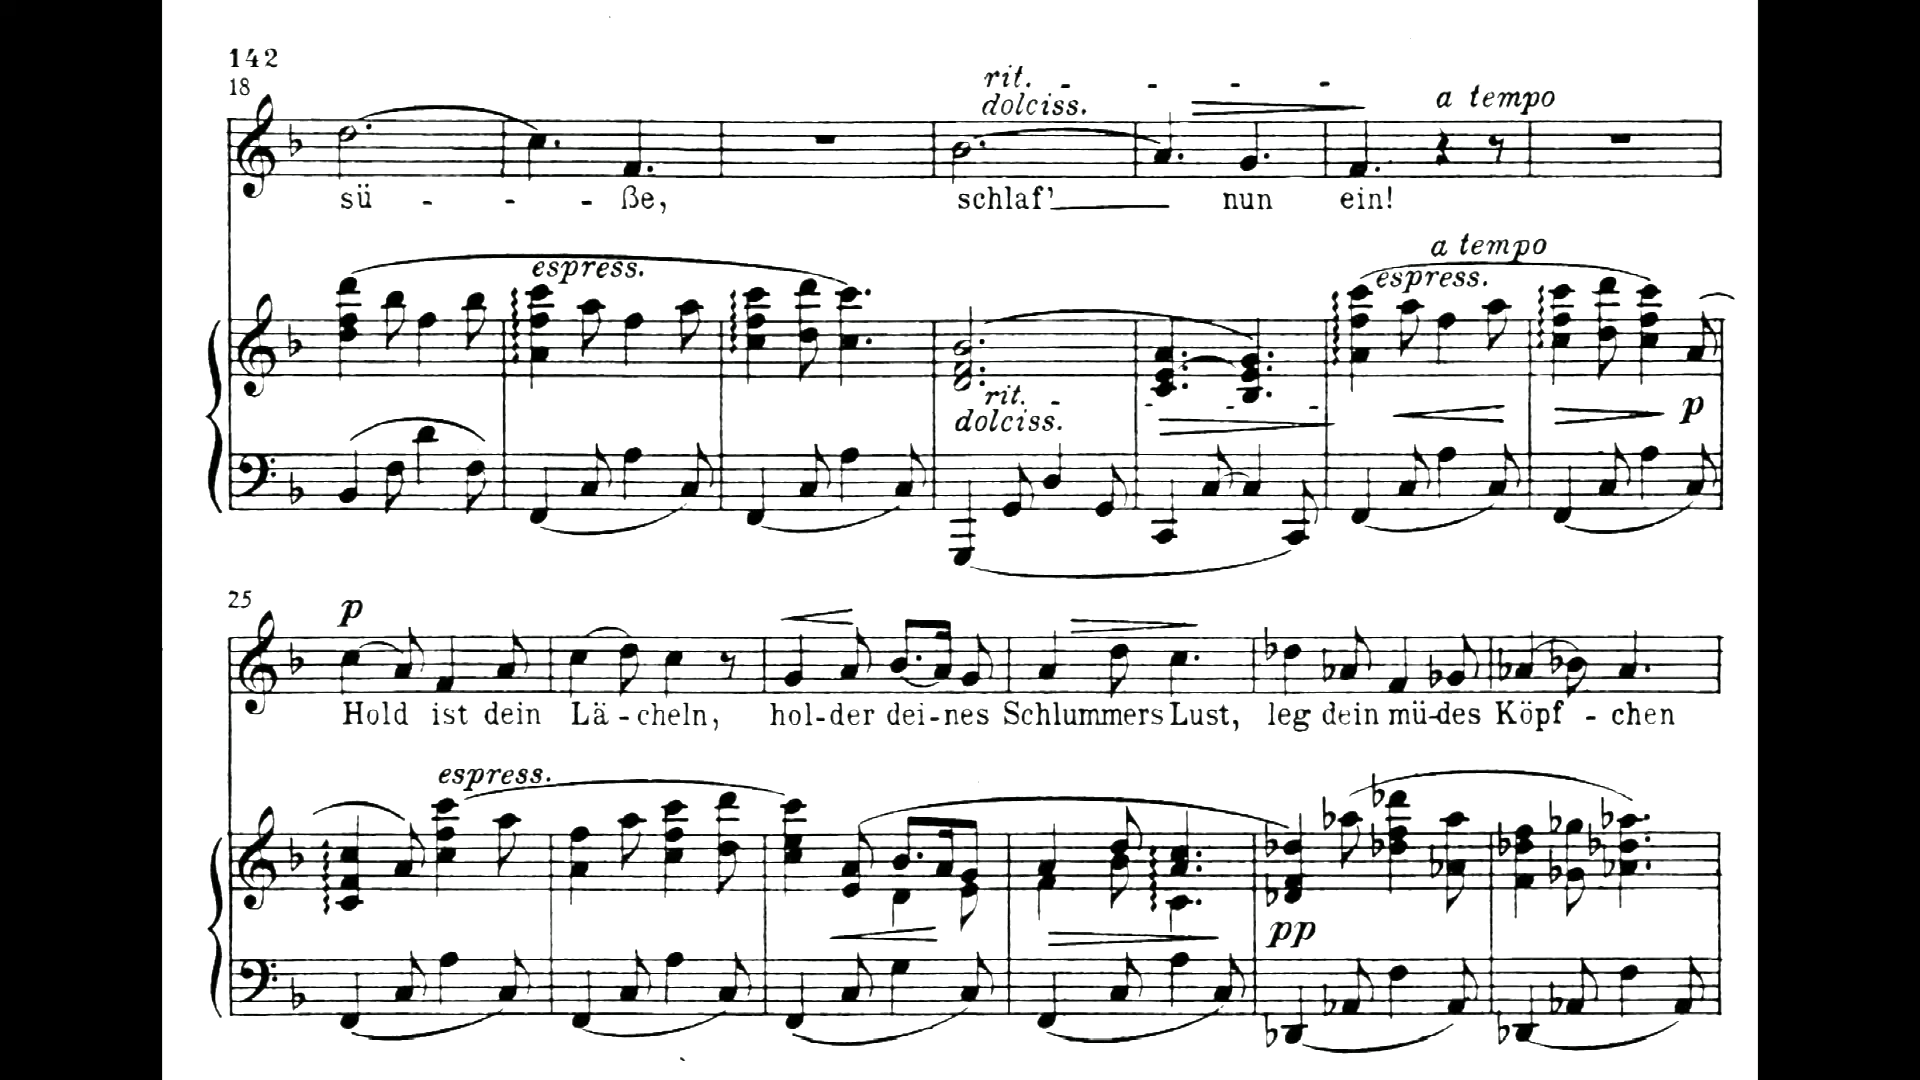 142
18
rit. - - - -
dolciss.
a tempo
sü - - - ße, schlaf' nun ein!
a tempo
espress.
espress.
rit. - - - -
dolciss.
p
25
p
Hold ist dein Lä - cheln, hol-der dei-nes Schlummers Lust, leg dein mü-des Köpf - chen
espress.
pp